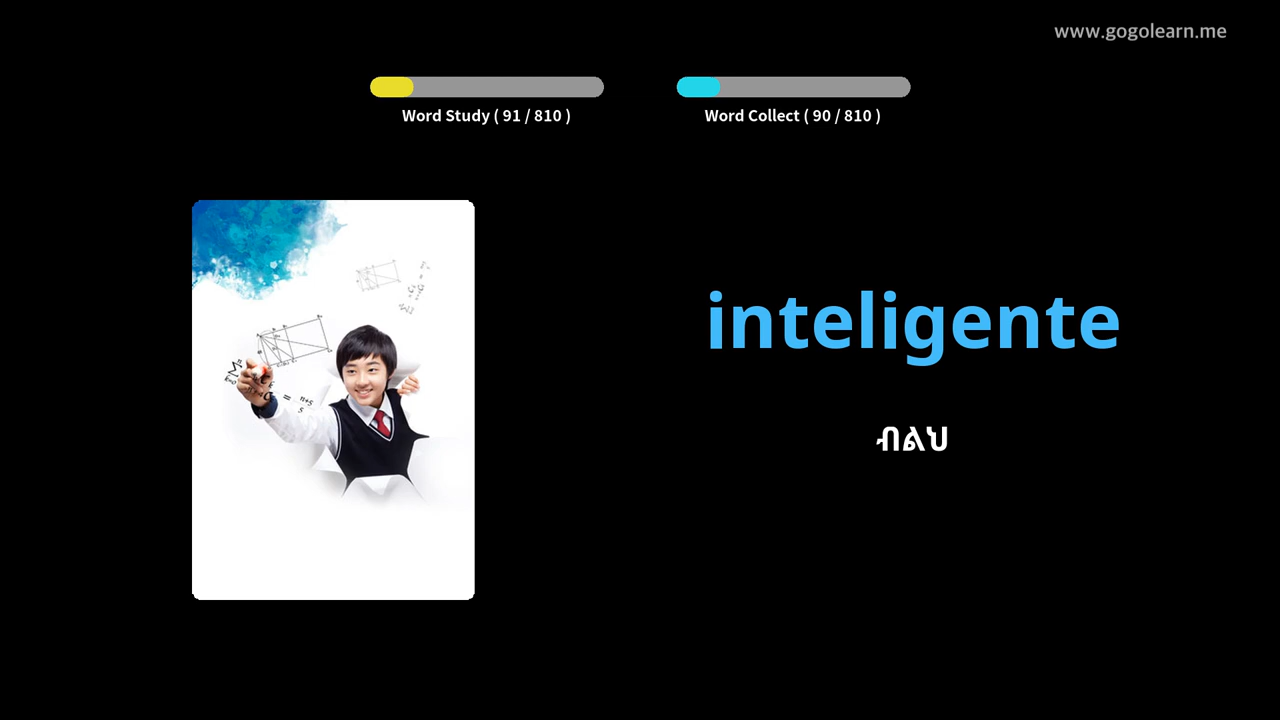 www.gogolearn.me
Word Study ( 91 / 810 )
Word Collect ( 90 / 810 )
inteligente
ብልህ